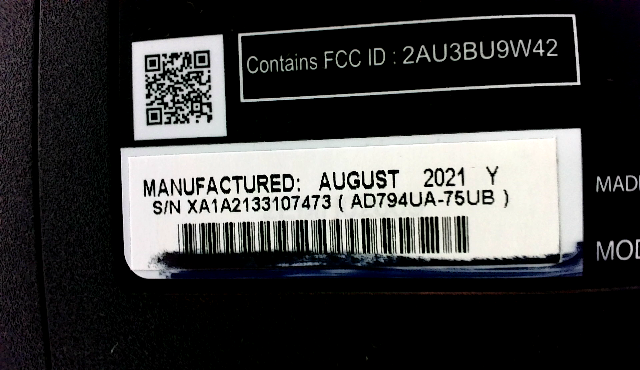 Contains FCC ID : 2AU3BU9W42
MANUFACTURED: AUGUST 2021 Y
S/N XA1A2133107473 ( AD794UA-75UB )